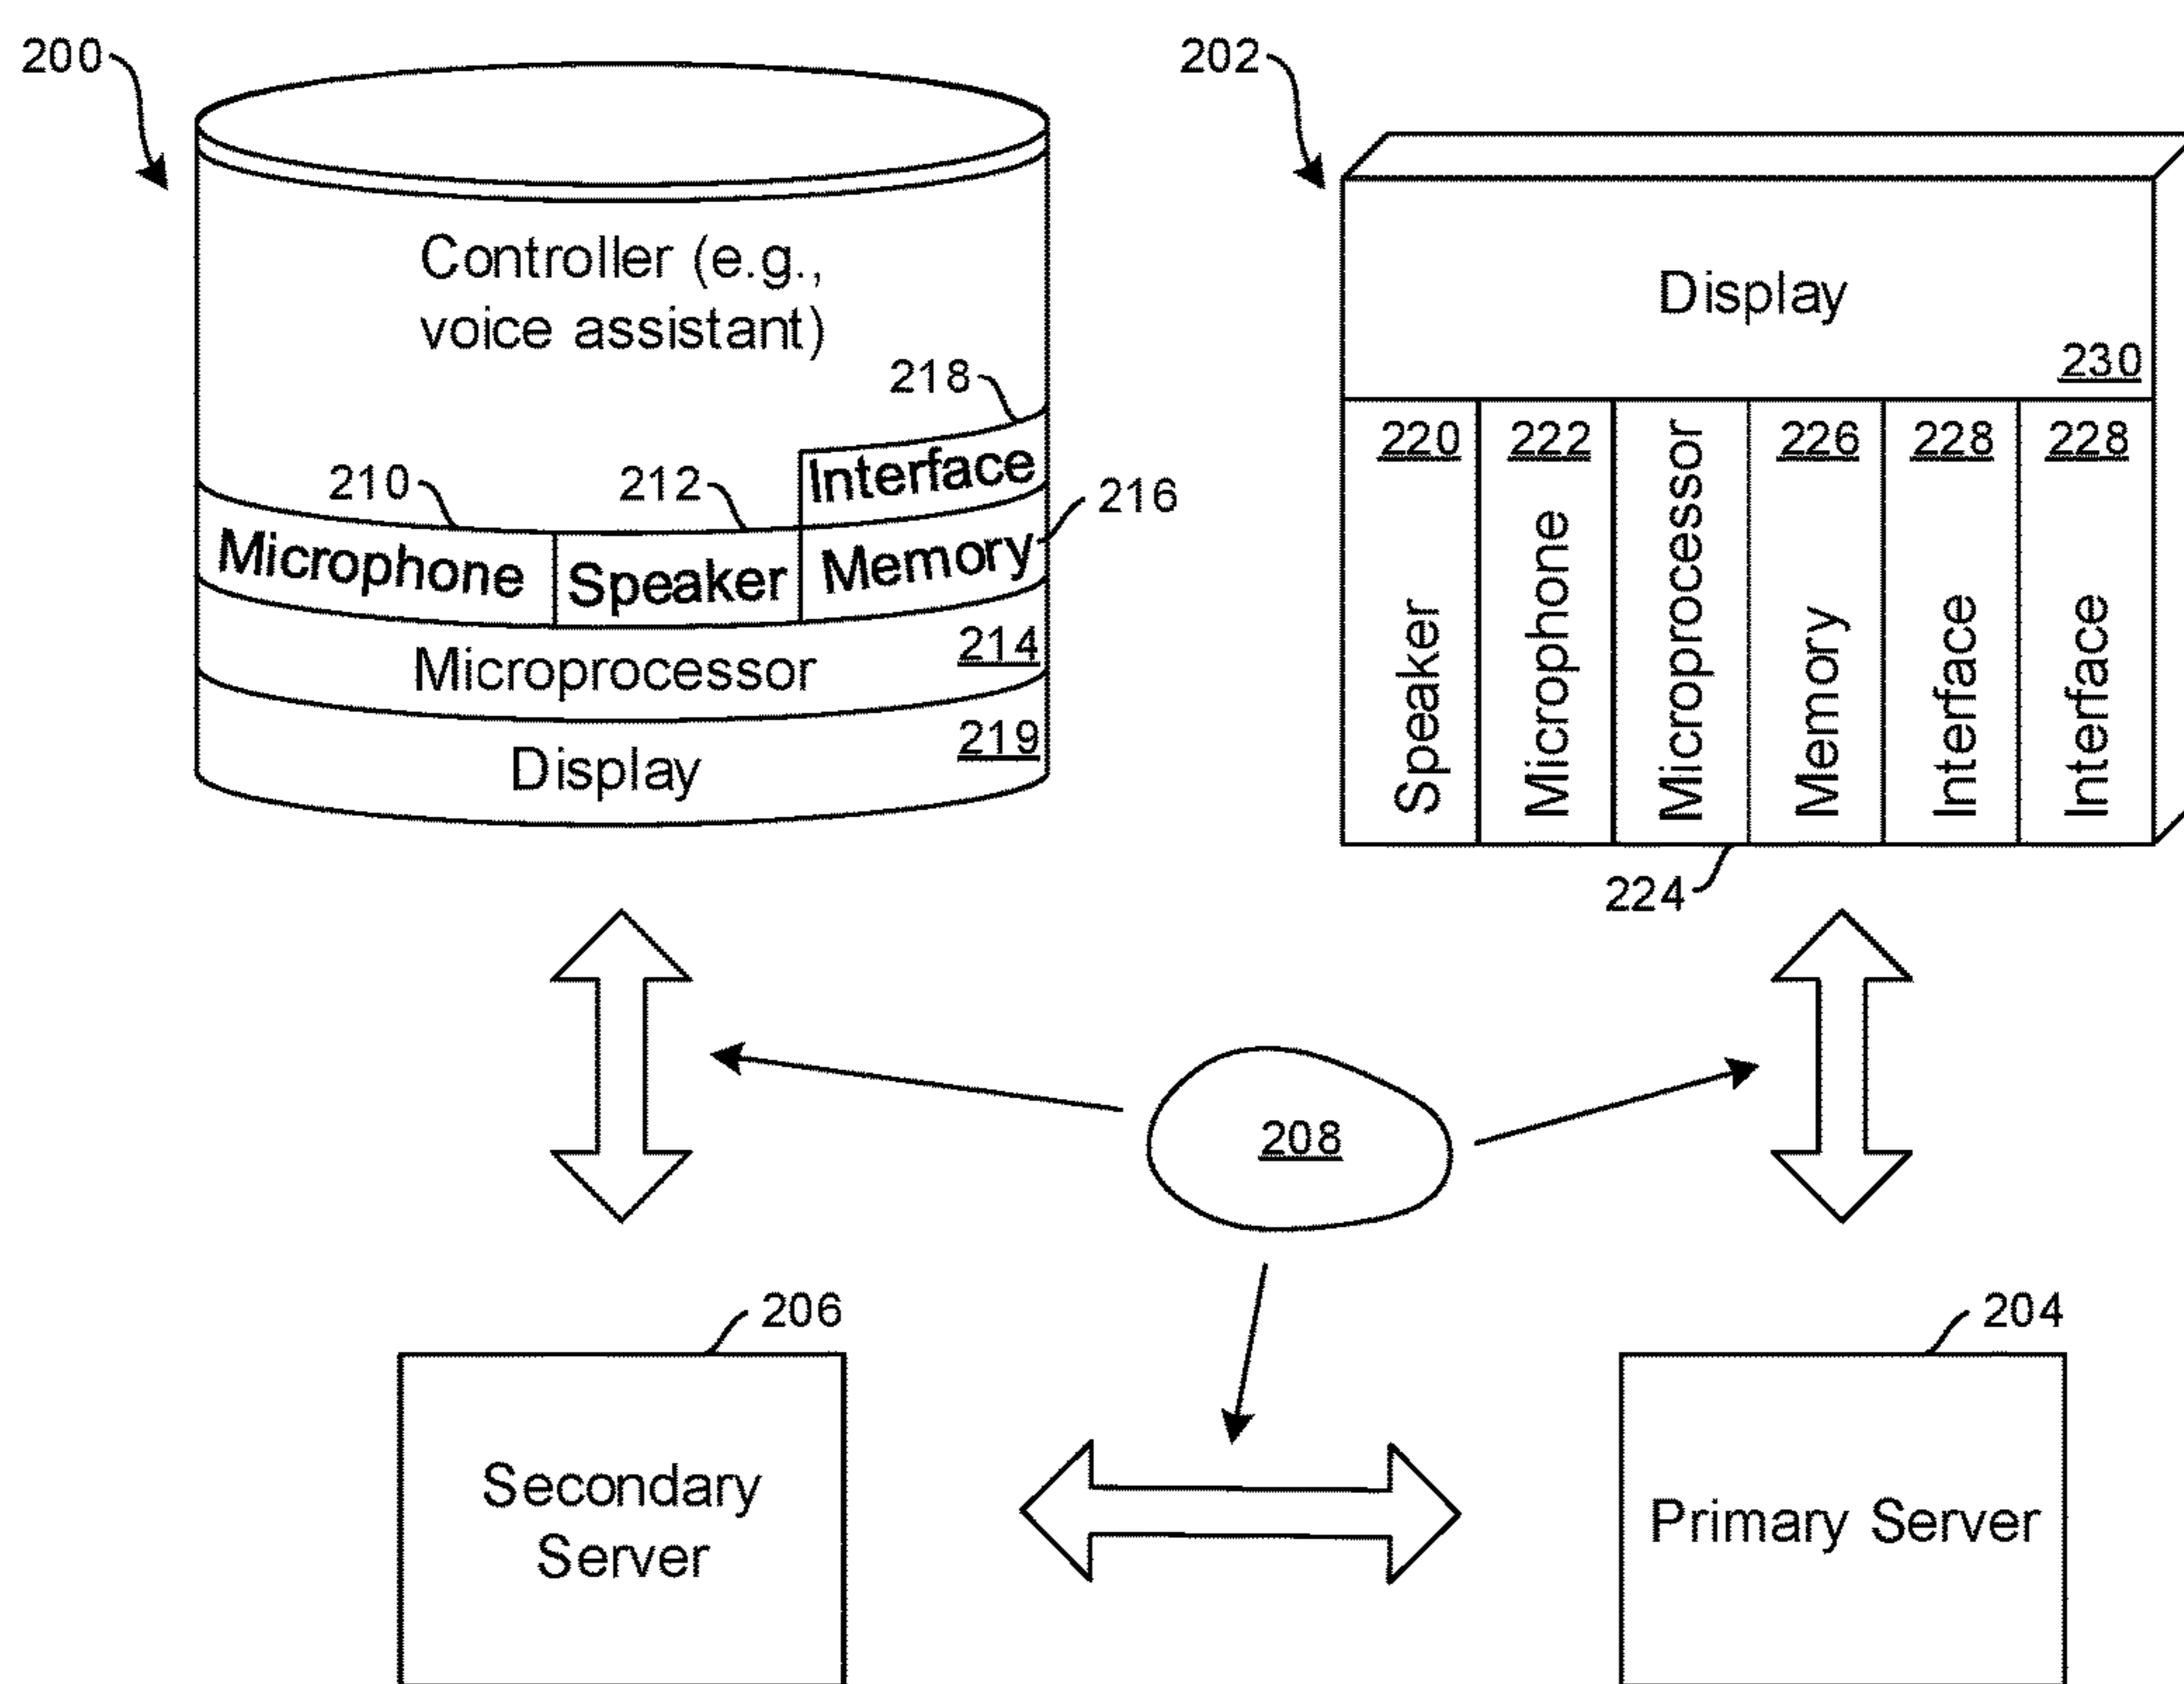 200
202
Controller (e.g.,
voice assistant)
218
Interface
210
212
216
Microphone
Speaker
Memory
Microprocessor
214
Display
219
Display
230
220
222
226
228
228
Speaker
Microphone
Microprocessor
Memory
Interface
Interface
224
208
206
204
Secondary
Server
Primary Server